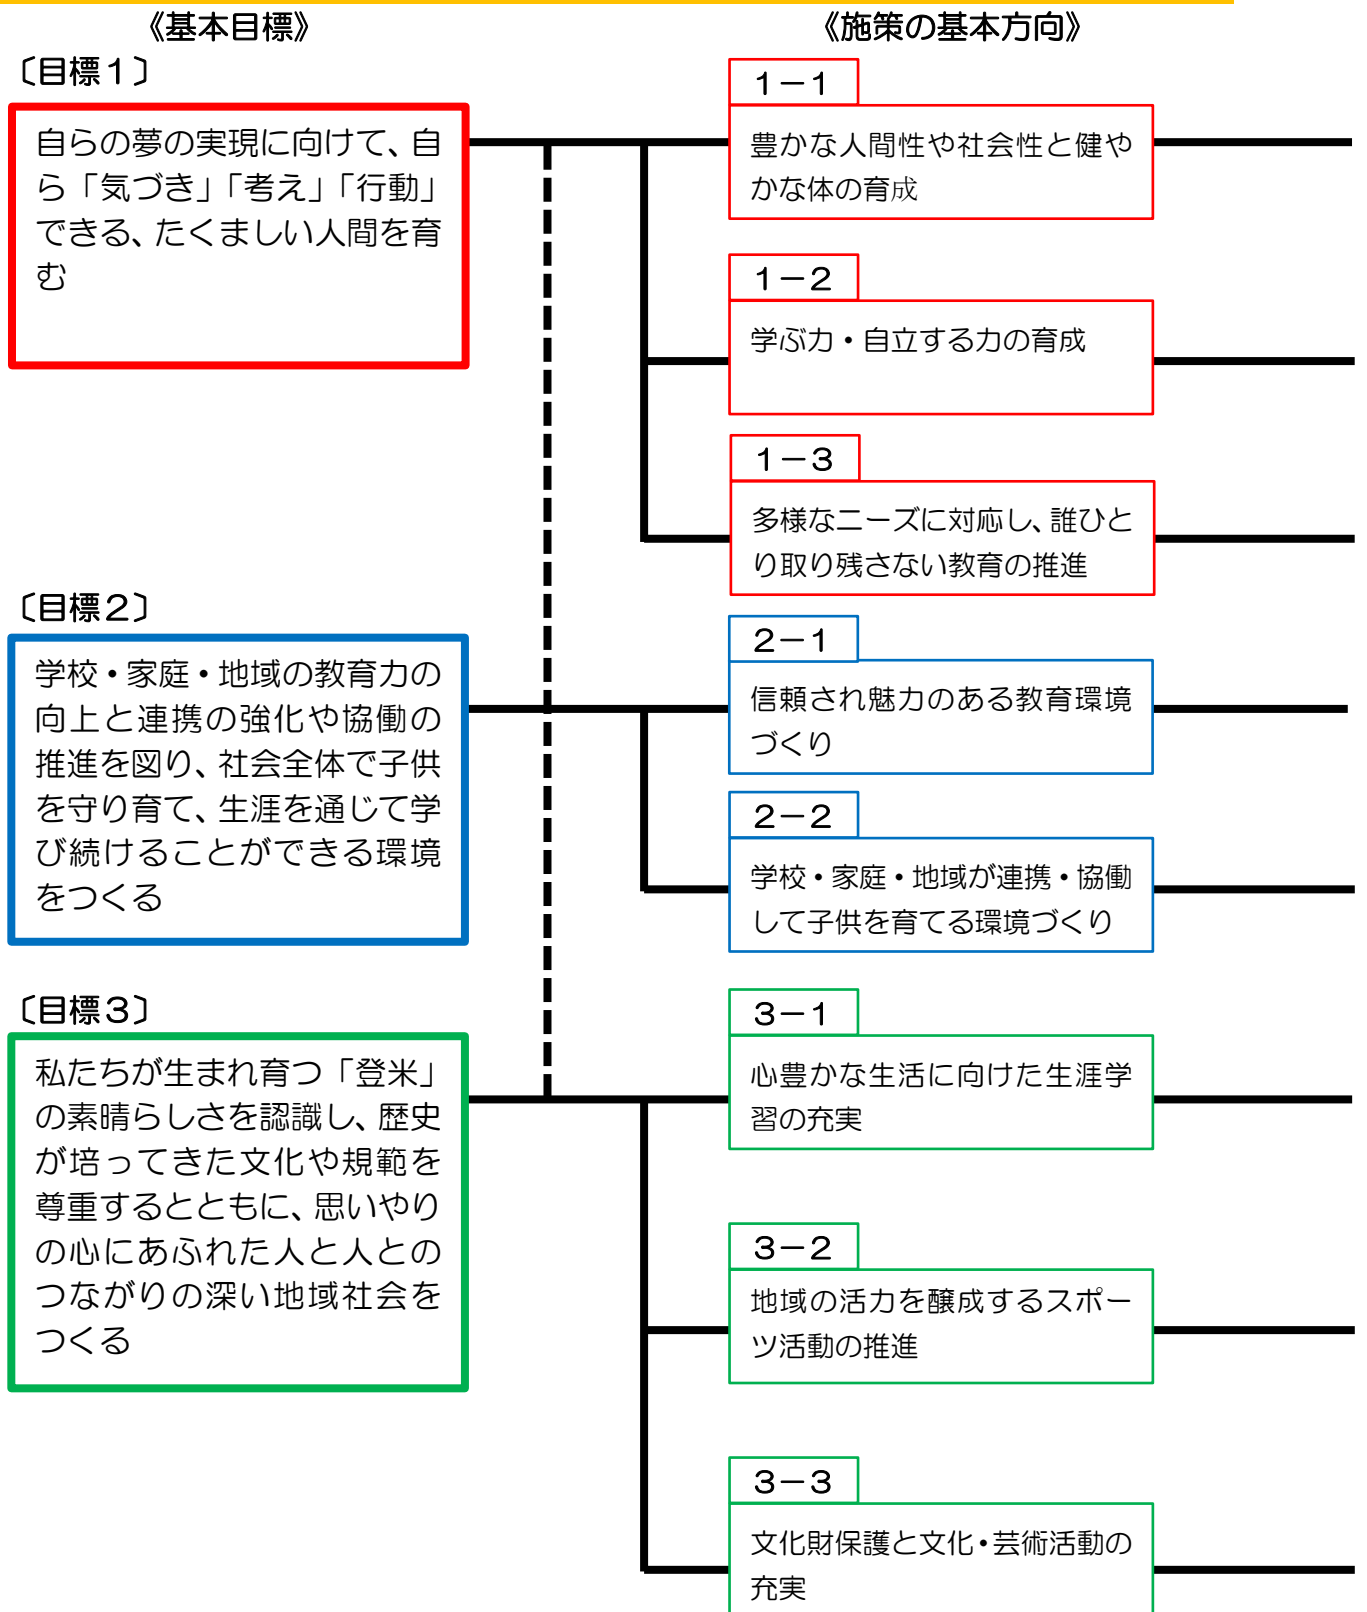 《基本目標》
《施策の基本方向》
〔目標1〕
自らの夢の実現に向けて、自
ら「気づき」「考え」「行動」
できる、たくましい人間を育
む
1－1
豊かな人間性や社会性と健や
かな体の育成
1－2
学ぶ力・自立する力の育成
1－3
多様なニーズに対応し、誰ひと
り取り残さない教育の推進
〔目標2〕
学校・家庭・地域の教育力の
向上と連携の強化や協働の
推進を図り、社会全体で子供
を守り育て、生涯を通じて学
び続けることができる環境
をつくる
2－1
信頼され魅力のある教育環境
づくり
2－2
学校・家庭・地域が連携・協働
して子供を育てる環境づくり
〔目標3〕
私たちが生まれ育つ「登米」
の素晴らしさを認識し、歴史
が培ってきた文化や規範を
尊重するとともに、思いやり
の心にあふれた人と人との
つながりの深い地域社会を
つくる
3－1
心豊かな生活に向けた生涯学
習の充実
3－2
地域の活力を醸成するスポー
ツ活動の推進
3－3
文化財保護と文化・芸術活動の
充実